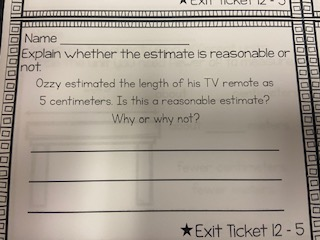 ★Exit Ticket 12 - 5
Name
Explain whether the estimate is reasonable or
not.
Ozzy estimated the length of his TV remote as
5 centimeters. Is this a reasonable estimate?
Why or why not?
★Exit Ticket 12 - 5